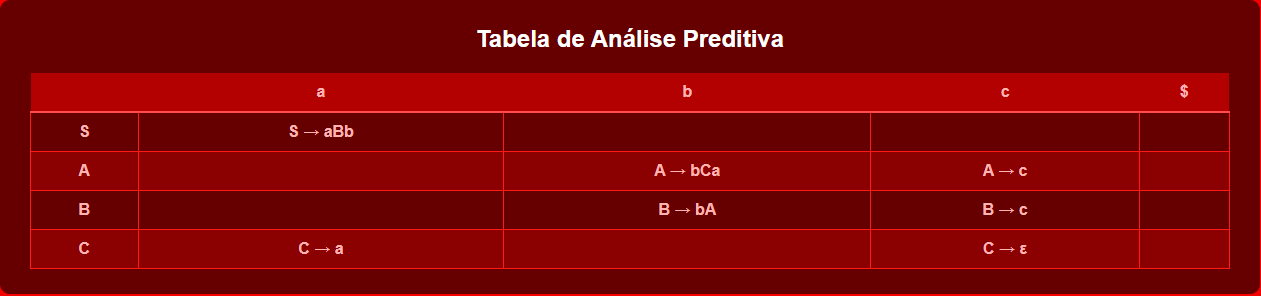 Tabela de Análise Preditiva
a b c $
S S → aBb
A A → bCa A → c
B B → bA B → c
C C → a C → ε